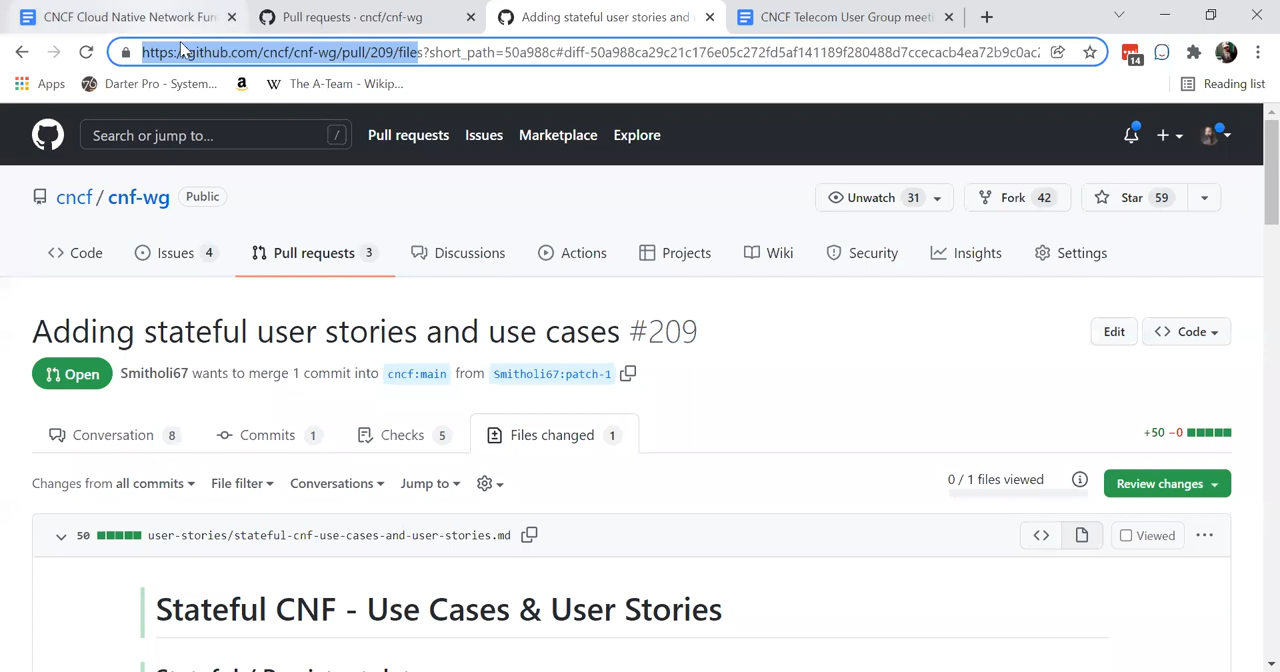 CNCF Cloud Native Network Fun
Pull requests · cncf/cnf-wg
Adding stateful user stories and
CNCF Telecom User Group meeti
https://github.com/cncf/cnf-wg/pull/209/files?short_path=50a988c#diff-50a988ca29c21c176e05c272fd5af141189f280488d7ccecacb4ea72b9c0ac2
14
Apps
Darter Pro - System...
The A-Team - Wikip...
Reading list
Search or jump to...
/
Pull requests
Issues
Marketplace
Explore
cncf / cnf-wg
Public
Unwatch 31
Fork 42
Star 59
Code
Issues 4
Pull requests 3
Discussions
Actions
Projects
Wiki
Security
Insights
Settings
Adding stateful user stories and use cases #209
Edit
Code
Open
Smitholi67 wants to merge 1 commit into cncf:main from Smitholi67:patch-1
Conversation 8
Commits 1
Checks 5
Files changed 1
+50 −0
Changes from all commits
File filter
Conversations
Jump to
0 / 1 files viewed
Review changes
50
user-stories/stateful-cnf-use-cases-and-user-stories.md
Viewed
Stateful CNF - Use Cases & User Stories